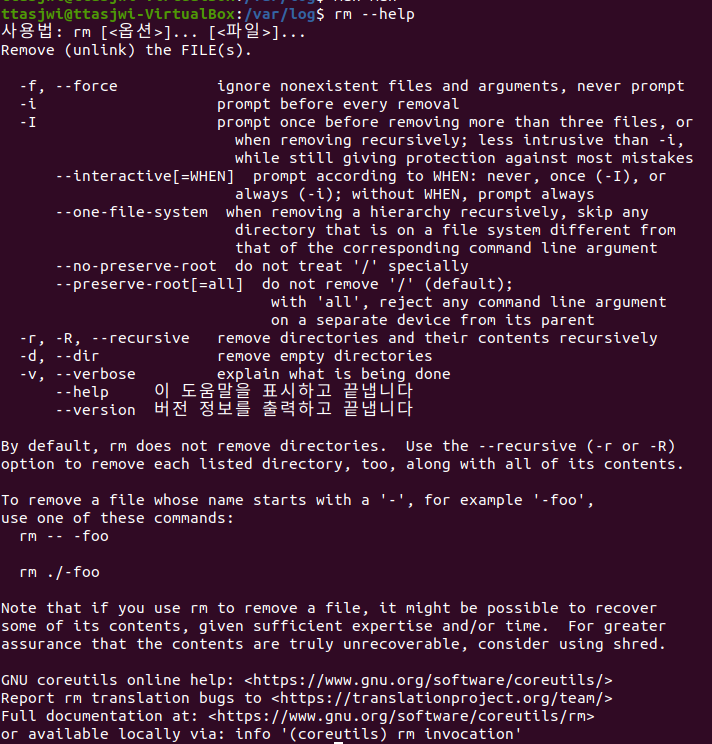 ttasjwi@ttasjwi-VirtualBox:/var/log$ rm --help
사용법: rm [<옵션>]... [<파일>]...
Remove (unlink) the FILE(s).

  -f, --force           ignore nonexistent files and arguments, never prompt
  -i                    prompt before every removal
  -I                    prompt once before removing more than three files, or
                          when removing recursively; less intrusive than -i,
                          while still giving protection against most mistakes
      --interactive[=WHEN]  prompt according to WHEN: never, once (-I), or
                          always (-i); without WHEN, prompt always
      --one-file-system  when removing a hierarchy recursively, skip any
                          directory that is on a file system different from
                          that of the corresponding command line argument
      --no-preserve-root  do not treat '/' specially
      --preserve-root[=all]  do not remove '/' (default);
                              with 'all', reject any command line argument
                              on a separate device from its parent
  -r, -R, --recursive   remove directories and their contents recursively
  -d, --dir             remove empty directories
  -v, --verbose         explain what is being done
      --help     이 도움말을 표시하고 끝냅니다
      --version  버전 정보를 출력하고 끝냅니다

By default, rm does not remove directories.  Use the --recursive (-r or -R)
option to remove each listed directory, too, along with all of its contents.

To remove a file whose name starts with a '-', for example '-foo',
use one of these commands:
  rm -- -foo

  rm ./-foo

Note that if you use rm to remove a file, it might be possible to recover
some of its contents, given sufficient expertise and/or time.  For greater
assurance that the contents are truly unrecoverable, consider using shred.

GNU coreutils online help: <https://www.gnu.org/software/coreutils/>
Report rm translation bugs to <https://translationproject.org/team/>
Full documentation at: <https://www.gnu.org/software/coreutils/rm>
or available locally via: info '(coreutils) rm invocation'